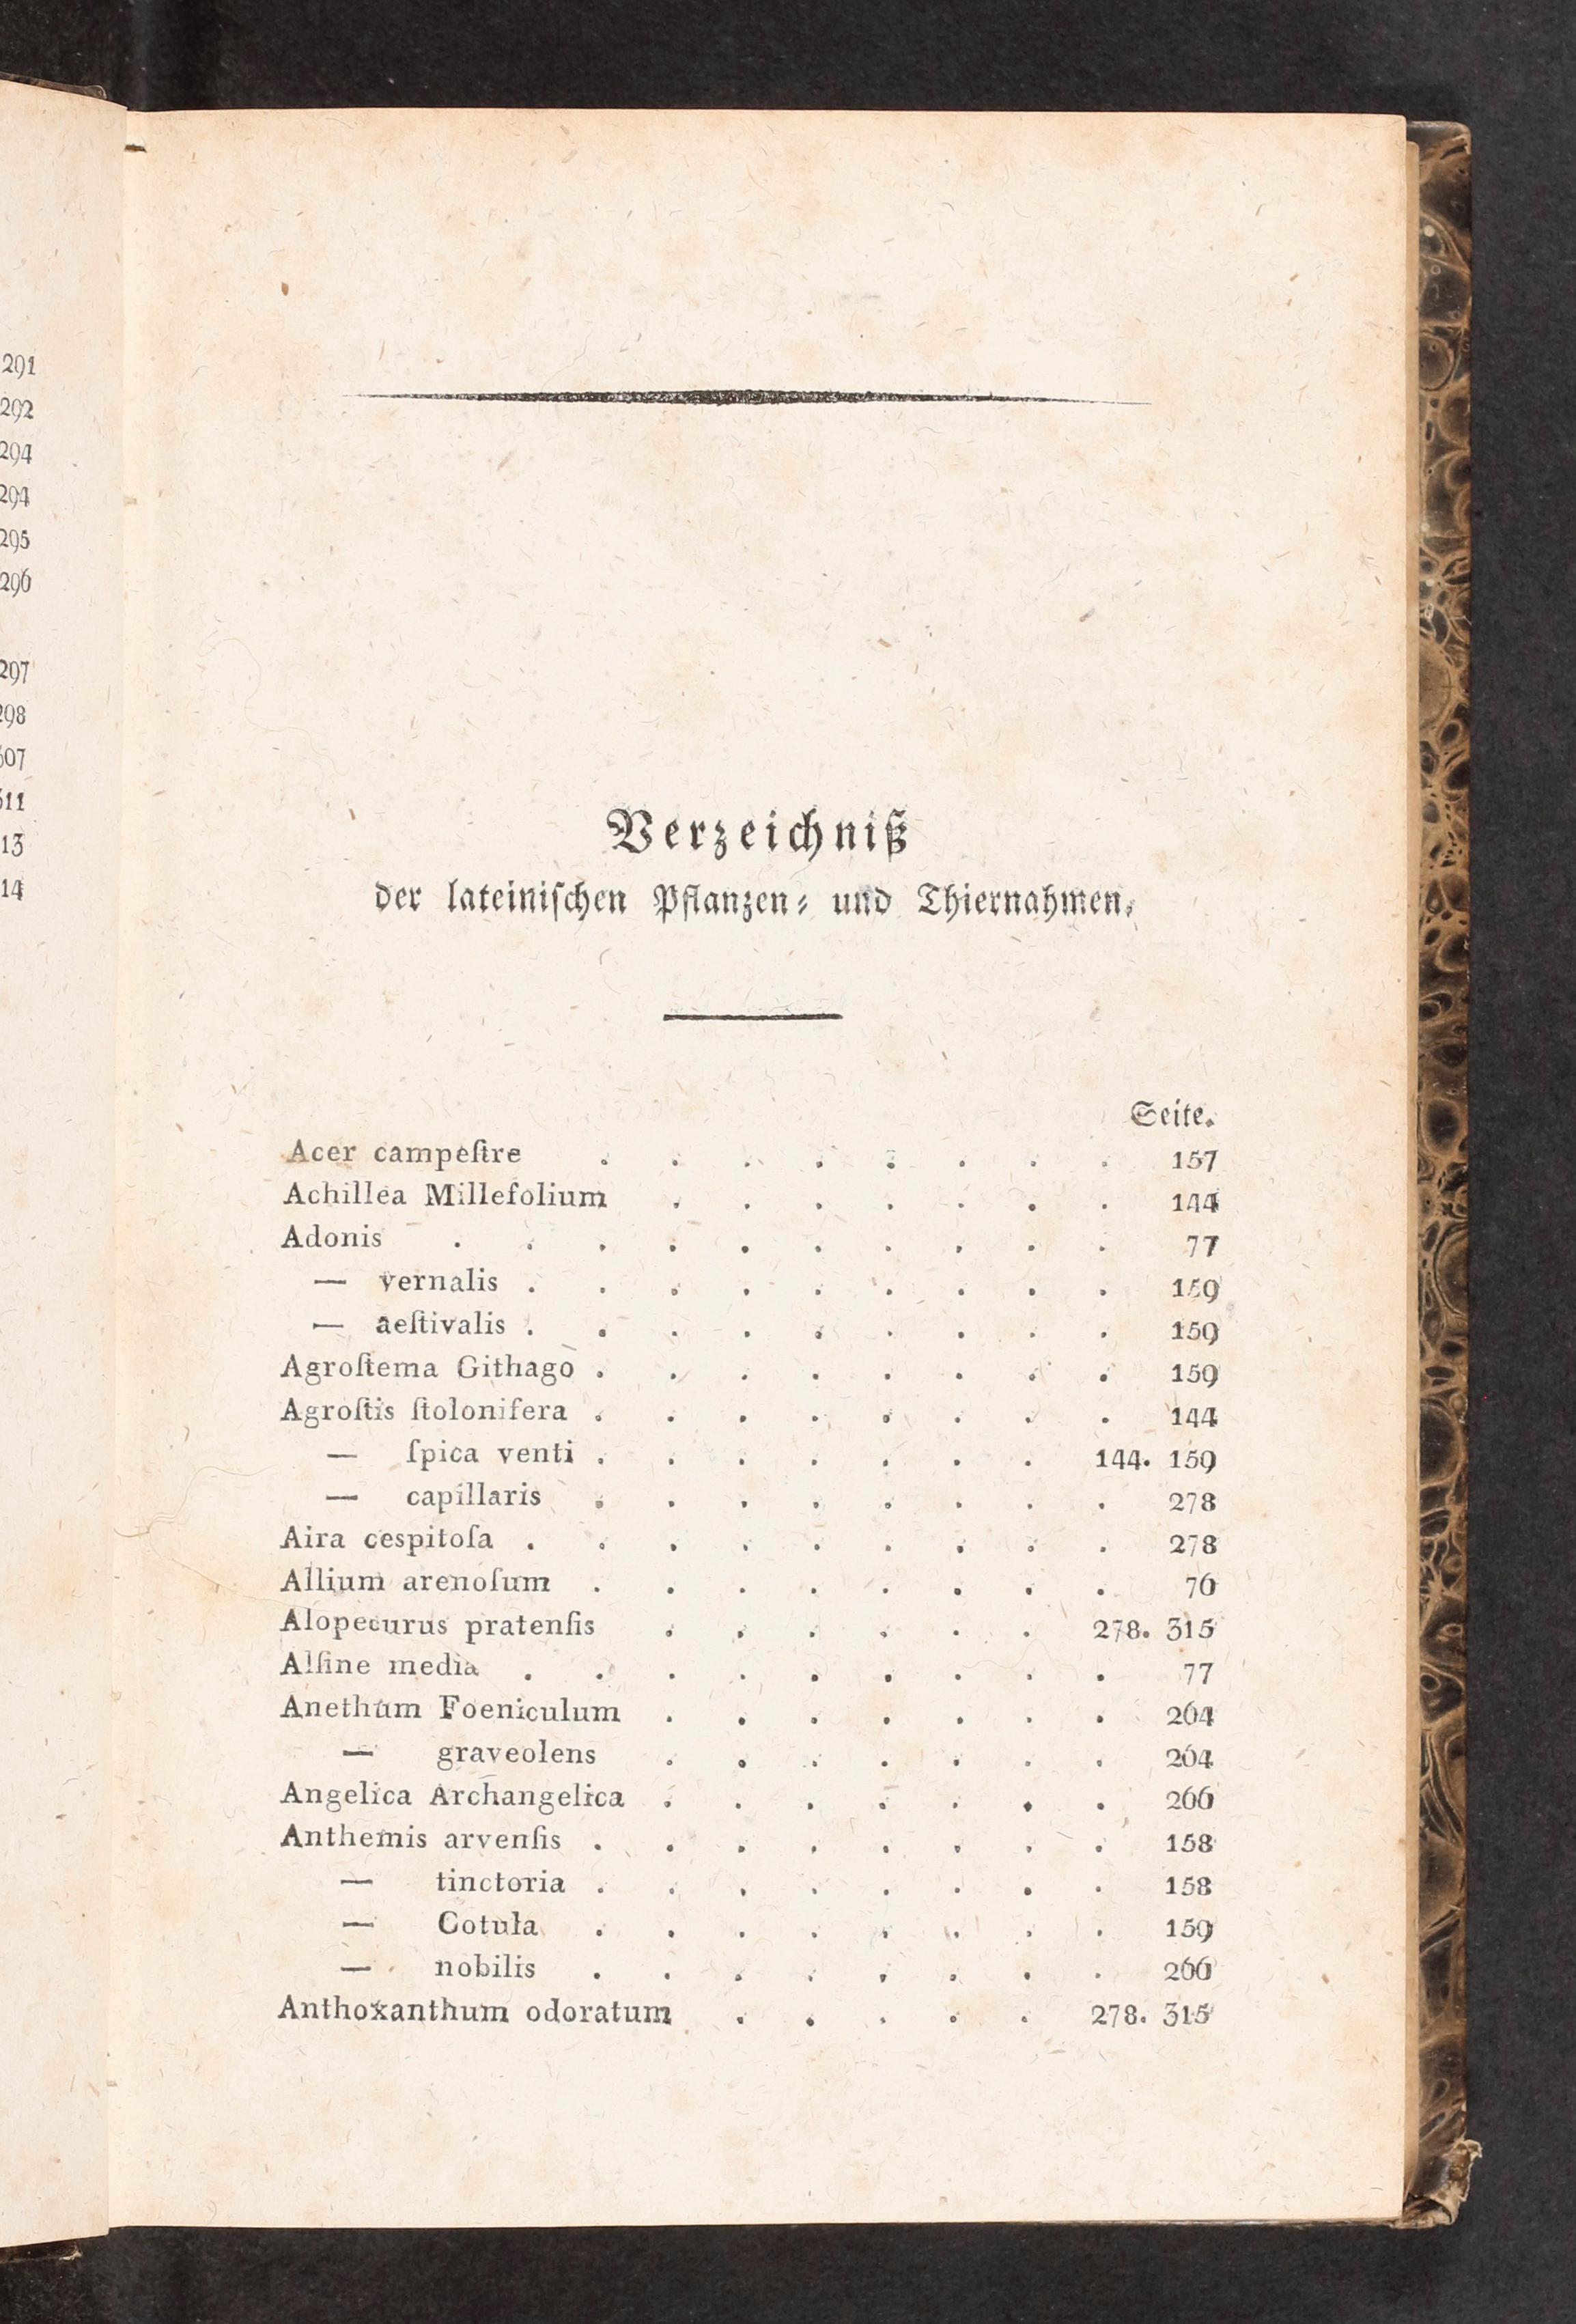 291
292
294
294
295
296
297
298
307
311
13
14
Verzeichniß
der lateiniſchen Pflanzen- und Thiernahmen.
Seite.
Acer campeſtre . . . . . . . . 157
Achillea Millefolium . . . . . . . 144
Adonis . . . . . . . . . . 77
— vernalis . . . . . . . . . 159
— aeſtivalis . . . . . . . . . 159
Agroſtema Githago . . . . . . . . 159
Agroſtis ſtolonifera . . . . . . . . 144
— ſpica venti . . . . . . . 144. 159
— capillaris . . . . . . . . 278
Aira cespitoſa . . . . . . . . . 278
Allium arenoſum . . . . . . . . 76
Alopecurus pratenſis . . . . . . 278. 315
Alſine media . . . . . . . . . 77
Anethum Foeniculum . . . . . . . 264
— graveolens . . . . . . . 264
Angelica Archangelica . . . . . . . 266
Anthemis arvenſis . . . . . . . . 158
— tinctoria . . . . . . . . 158
— Cotula . . . . . . . . 159
— nobilis . . . . . . . . 266
Anthoxanthum odoratum . . . . . 278. 315